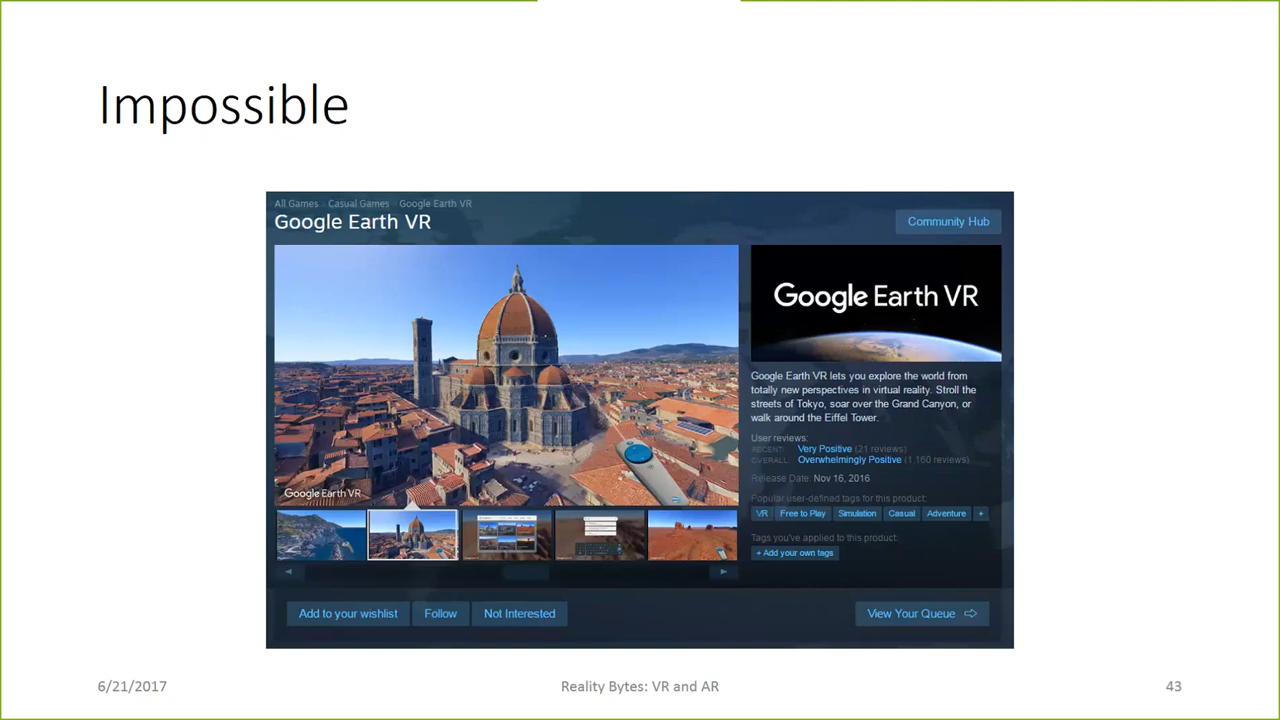 Impossible
All Games › Casual Games › Google Earth VR
Google Earth VR
Community Hub
Google Earth VR
Google Earth VR
Google Earth VR lets you explore the world from
totally new perspectives in virtual reality. Stroll the
streets of Tokyo, soar over the Grand Canyon, or
walk around the Eiffel Tower.
User reviews:
RECENT: Very Positive (21 reviews)
OVERALL: Overwhelmingly Positive (1,160 reviews)
Release Date: Nov 16, 2016
Popular user-defined tags for this product:
VR Free to Play Simulation Casual Adventure +
Tags you've applied to this product:
+ Add your own tags
Add to your wishlist Follow Not Interested
View Your Queue
6/21/2017 Reality Bytes: VR and AR 43